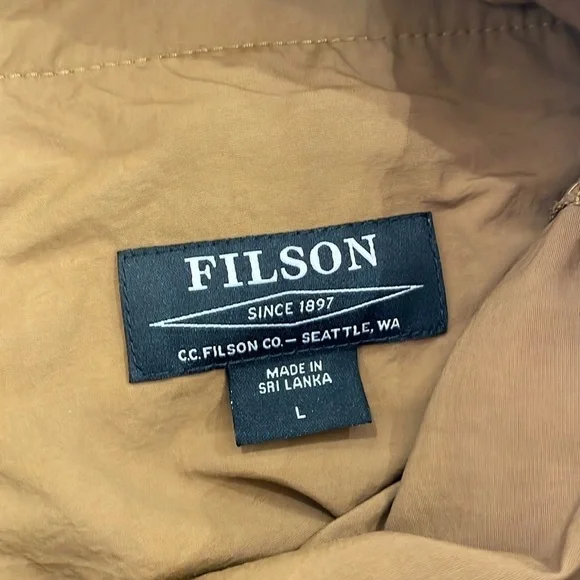 FILSON
SINCE 1897
C.C. FILSON CO. — SEATTLE, WA
MADE IN
SRI LANKA
L